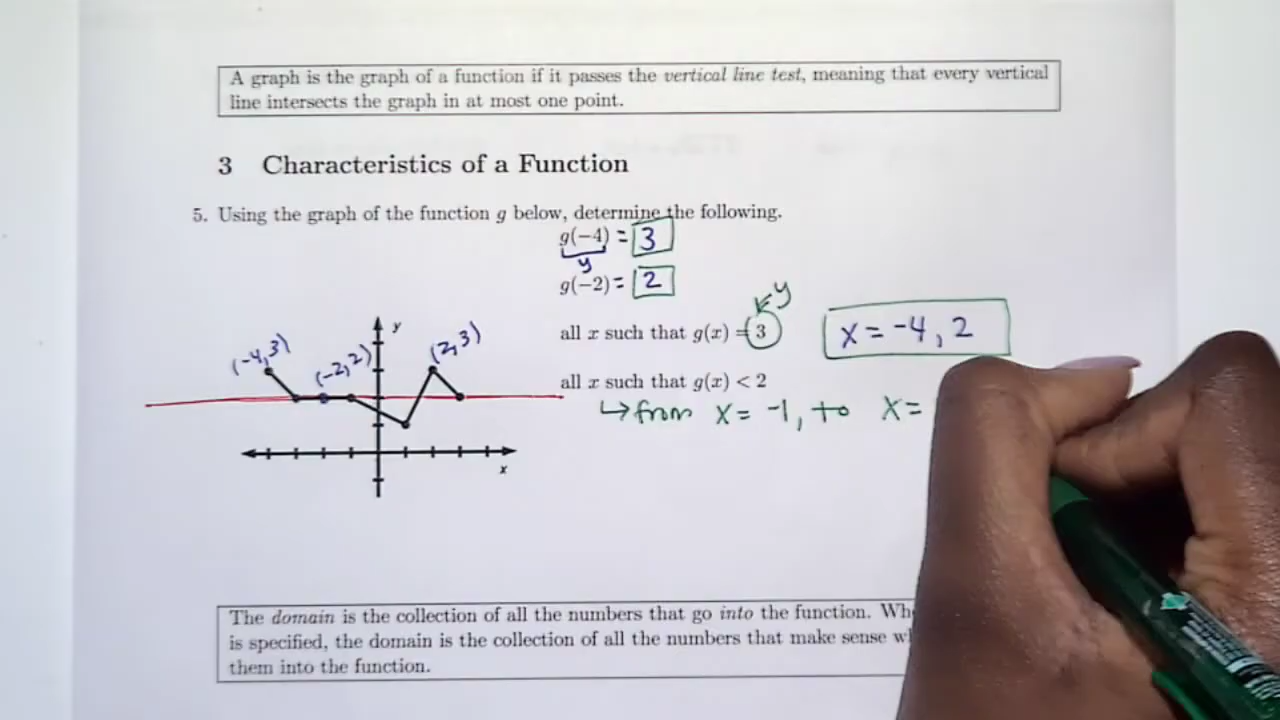 A graph is the graph of a function if it passes the vertical line test, meaning that every vertical
line intersects the graph in at most one point.
3 Characteristics of a Function
5. Using the graph of the function g below, determine the following.
g(−4) = 3
y
g(−2) = 2
y
all x such that g(x) = 3
x = -4, 2
all x such that g(x) < 2
↳ from x = -1, to x =
y
(-4,3)
(-2,2)
(2,3)
x
The domain is the collection of all the numbers that go into the function.
is specified, the domain is the collection of all the numbers that make sense
them into the function.